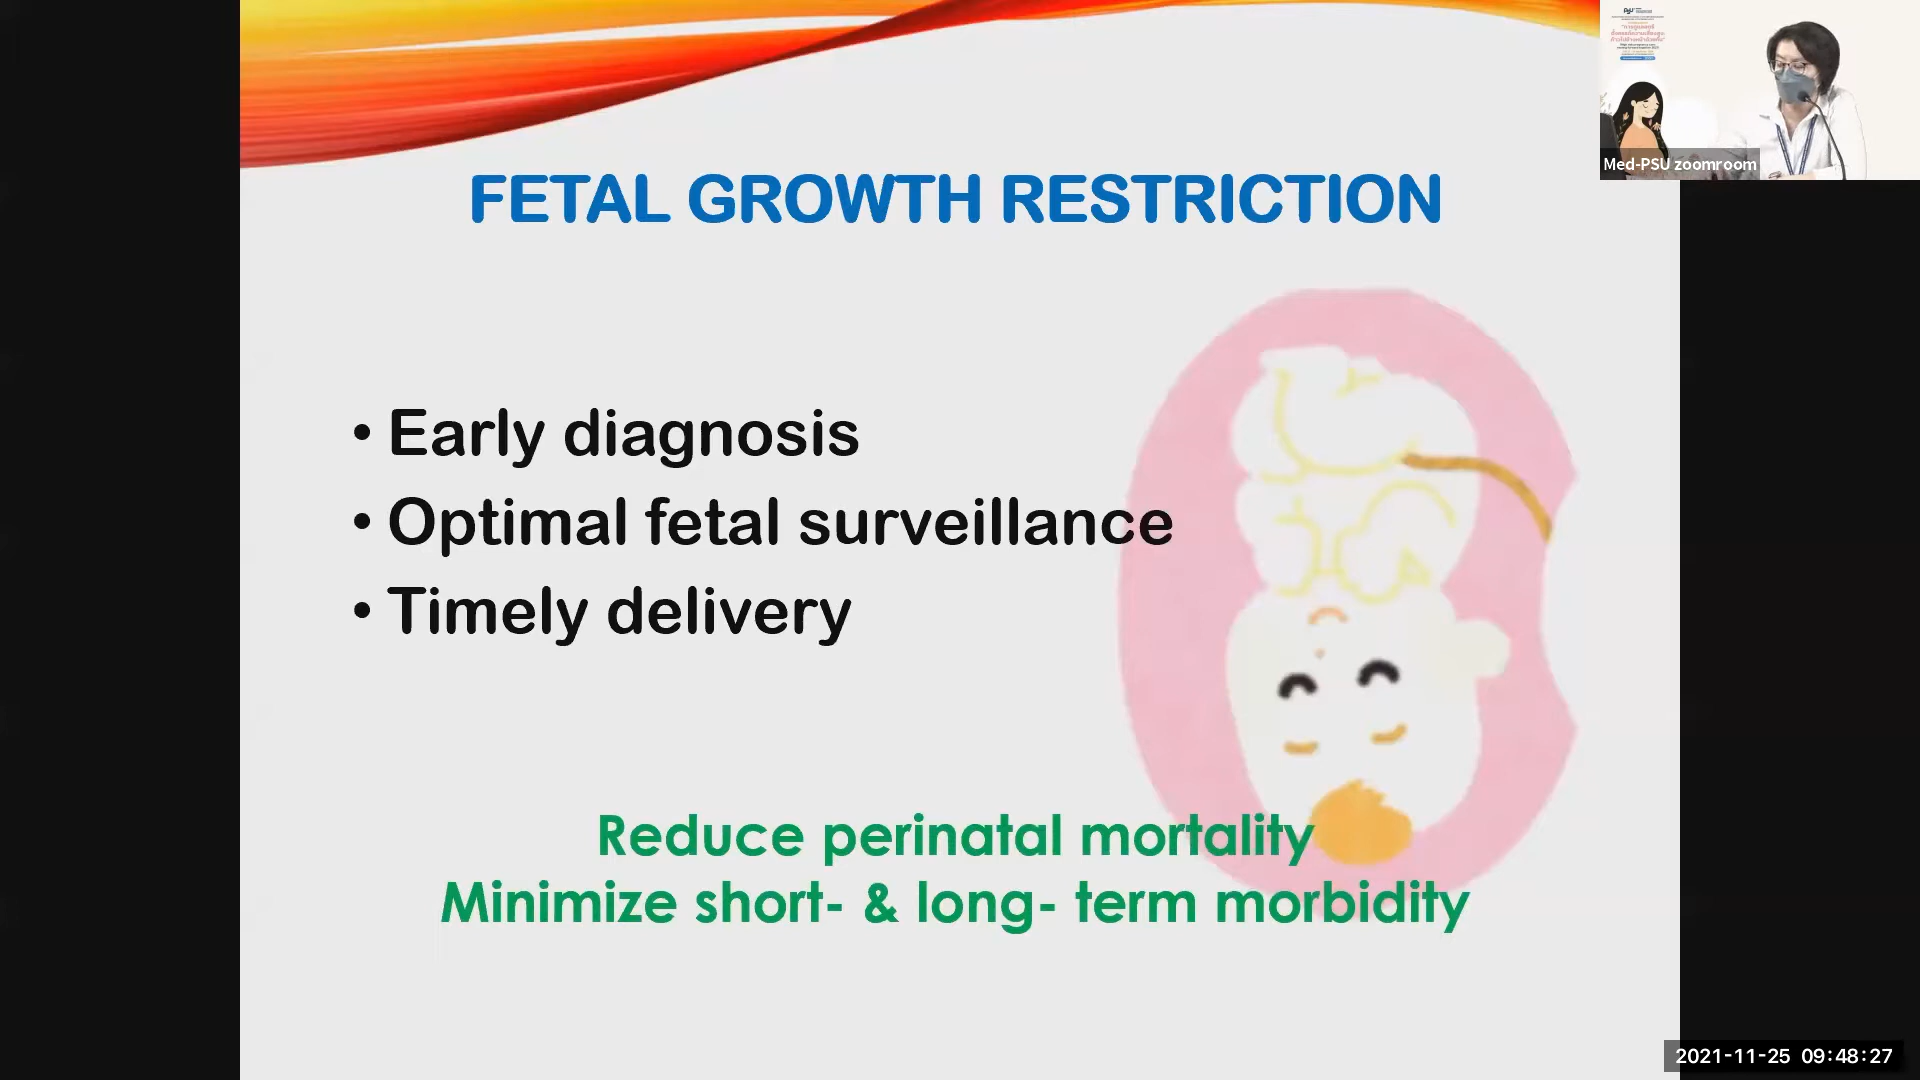 FETAL GROWTH RESTRICTION
• Early diagnosis
• Optimal fetal surveillance
• Timely delivery
Reduce perinatal mortality
Minimize short- & long- term morbidity
PSU
Med-PSU zoomroom
2021-11-25 09:48:27